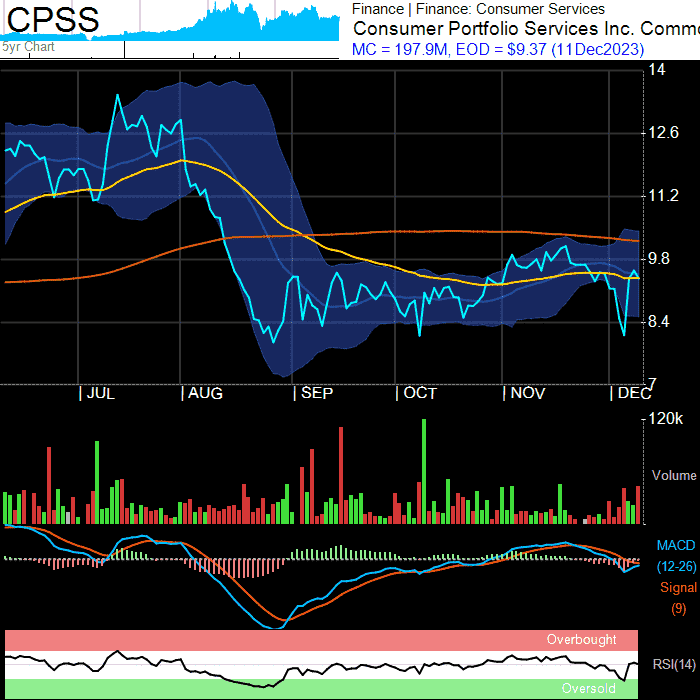 CPSS
5yr Chart
Finance | Finance: Consumer Services
Consumer Portfolio Services Inc. Commo
MC = 197.9M, EOD = $9.37 (11Dec2023)
14
12.6
11.2
9.8
8.4
7
JUL AUG SEP OCT NOV DEC
120k
Volume
MACD
(12-26)
Signal
(9)
Overbought
RSI(14)
Oversold